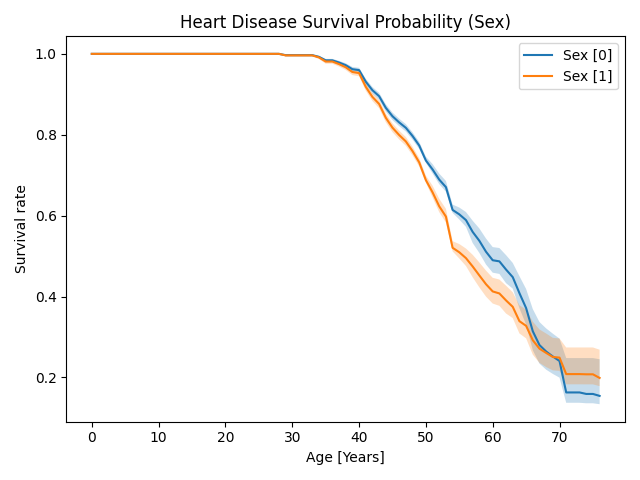 Heart Disease Survival Probability (Sex)
Sex [0]
Sex [1]
Survival rate
1.0
0.8
0.6
0.4
0.2
0 10 20 30 40 50 60 70
Age [Years]